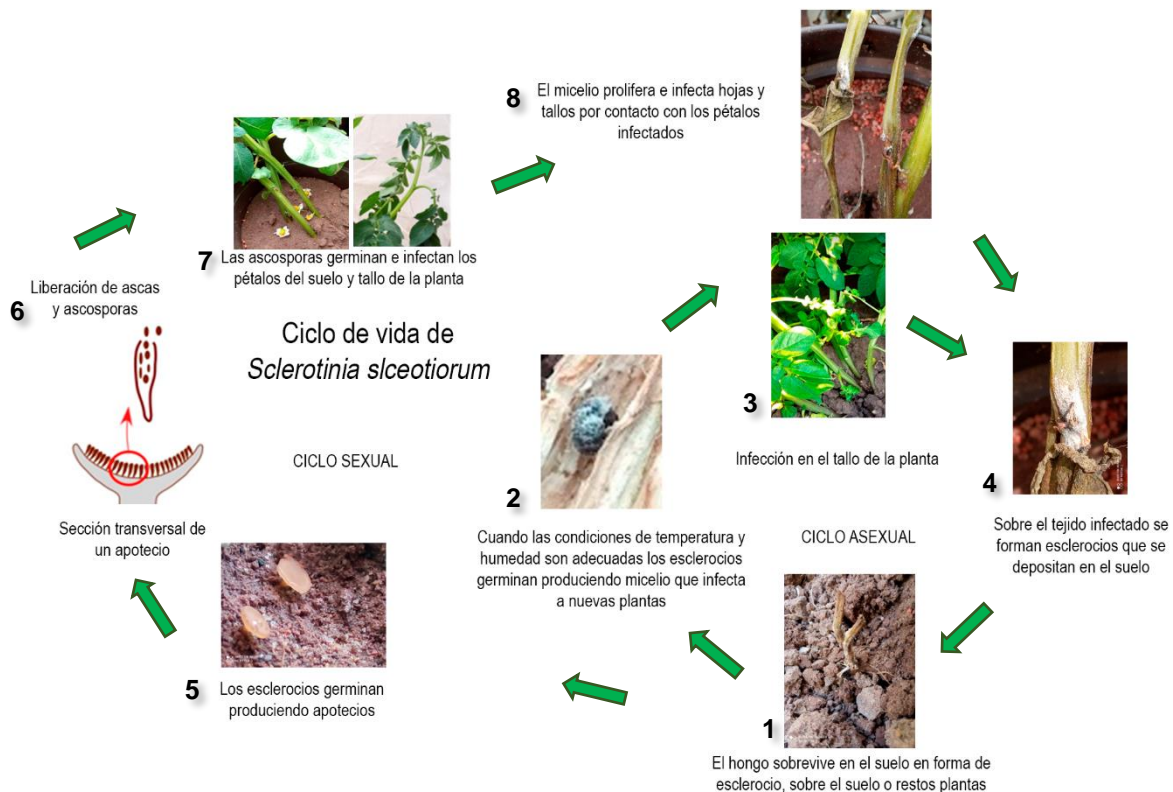 8
El micelio prolifera e infecta hojas y
tallos por contacto con los pétalos
infectados
7
Las ascosporas germinan e infectan los
pétalos del suelo y tallo de la planta
6
Liberación de ascas
y ascosporas
Ciclo de vida de
Sclerotinia slceotiorum
CICLO SEXUAL
Sección transversal de
un apotecio
5
Los esclerocios germinan
produciendo apotecios
2
Cuando las condiciones de temperatura y
humedad son adecuadas los esclerocios
germinan produciendo micelio que infecta
a nuevas plantas
3
Infección en el tallo de la planta
CICLO ASEXUAL
4
Sobre el tejido infectado se
forman esclerocios que se
depositan en el suelo
1
El hongo sobrevive en el suelo en forma de
esclerocio, sobre el suelo o restos plantas